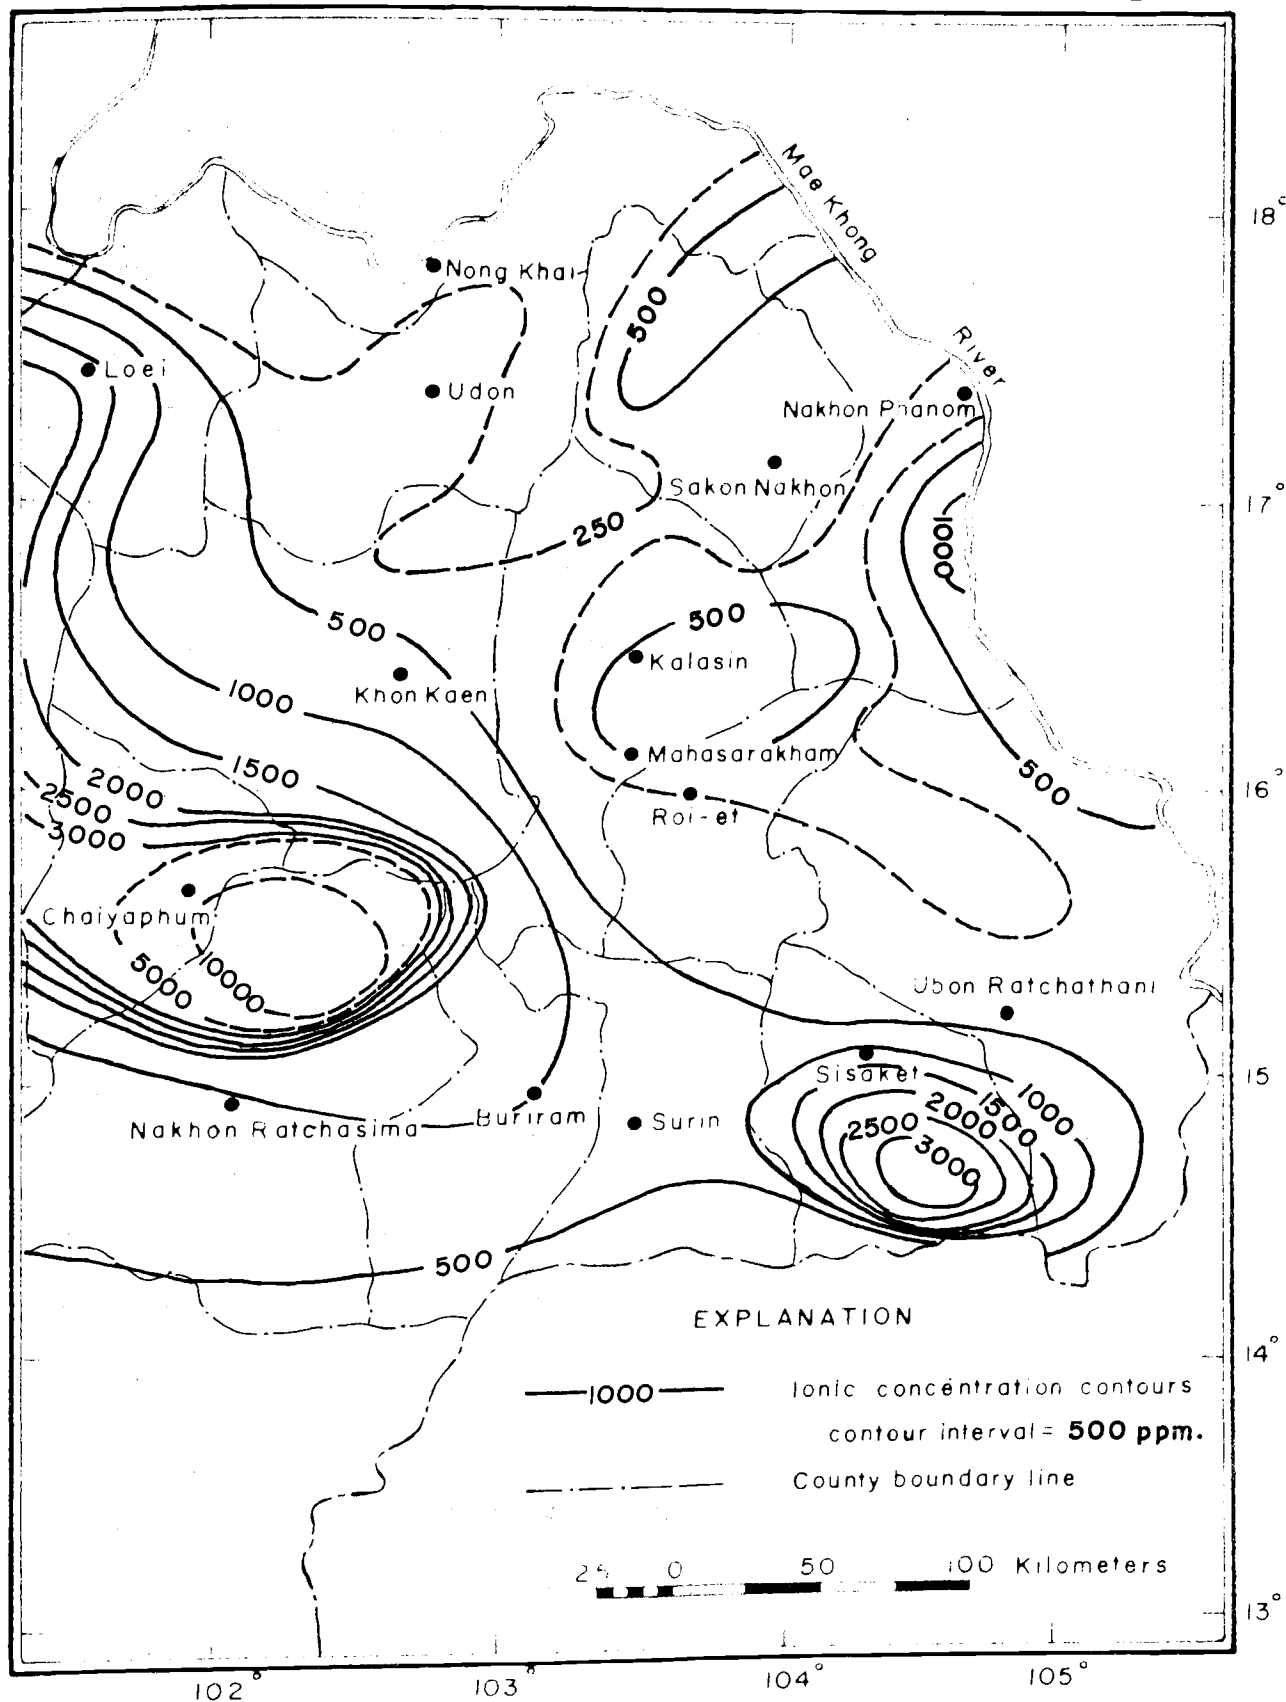 Mae Khong
18°
Nong Khai
500
River
Loei
Udon
Nakhon Phanom
Sakon Nakhon
17°
250
1000
500
500
Kalasin
Khon Kaen
1000
Mahasarakham
1500
500
16°
2000
2500
3000
Roi-et
Chaiyaphum
5000
10000
Ubon Ratchathani
Sisaket
15
1000
1500
2000
2500
3000
Nakhon Ratchasima
Buriram
Surin
500
EXPLANATION
14°
1000
Ionic concentration contours
contour interval = 500 ppm.
County boundary line
25 0 50 100 Kilometers
13°
102° 103° 104° 105°